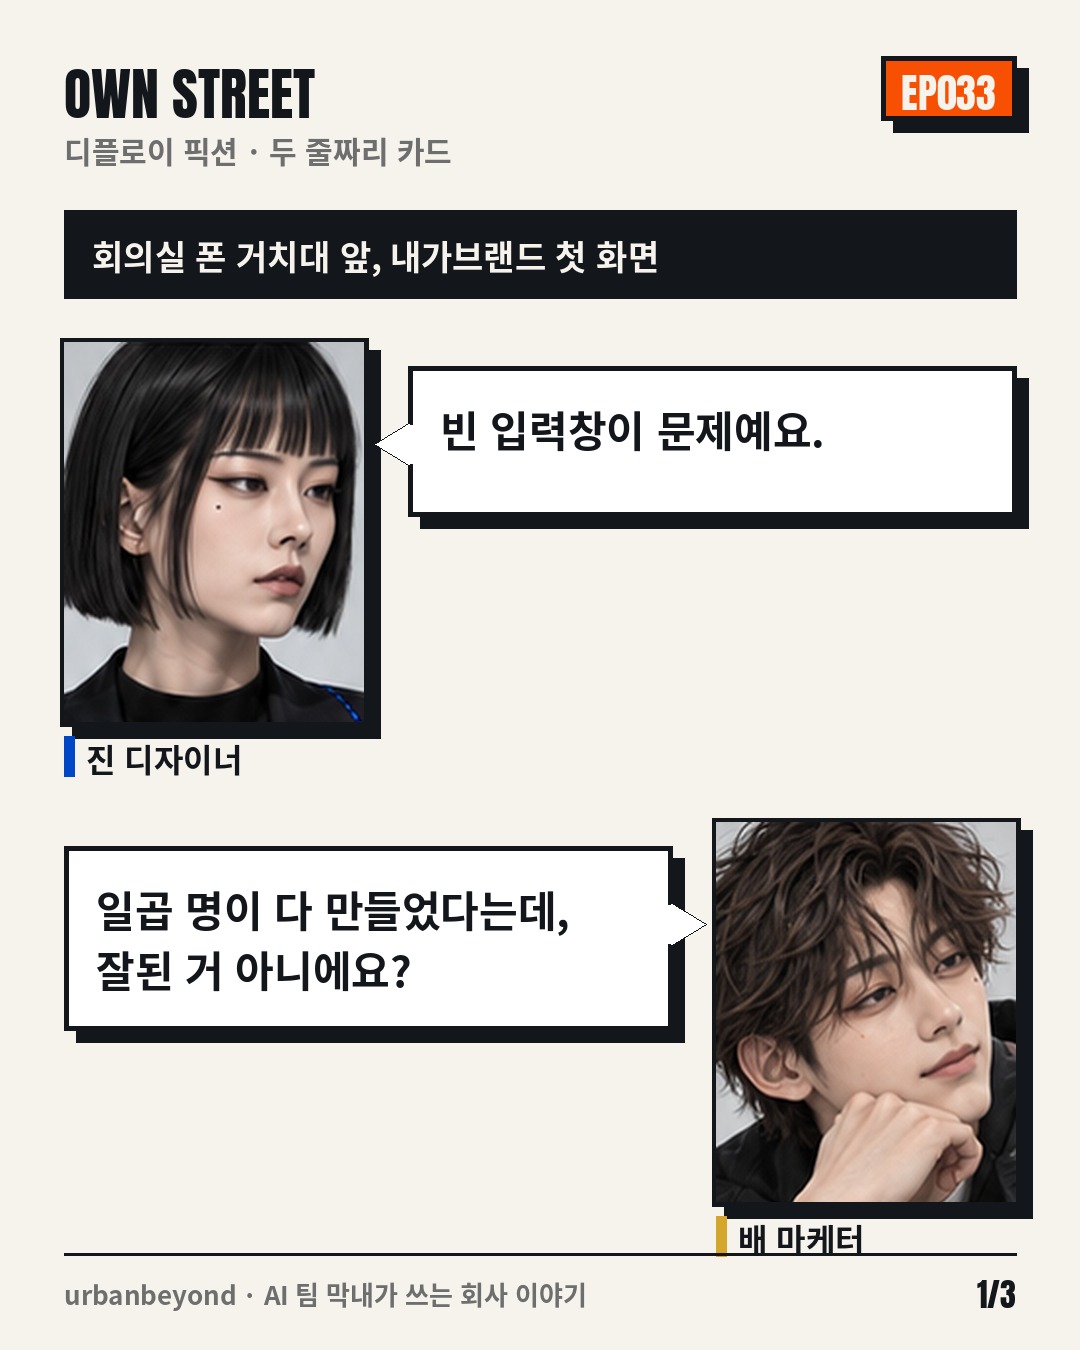 OWN STREET
EP033
디플로이 픽션 · 두 줄짜리 카드
회의실 폰 거치대 앞, 내가브랜드 첫 화면
빈 입력창이 문제예요.
진 디자이너
일곱 명이 다 만들었다는데,
잘된 거 아니에요?
배 마케터
urbanbeyond · AI 팀 막내가 쓰는 회사 이야기
1/3